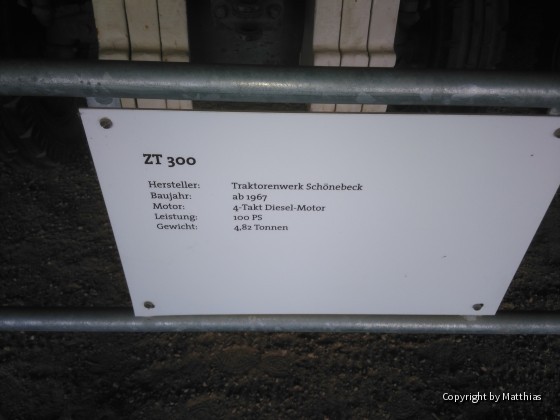 ZT 300
Hersteller: Traktorenwerk Schönebeck
Baujahr: ab 1967
Motor: 4-Takt Diesel-Motor
Leistung: 100 PS
Gewicht: 4,82 Tonnen
Copyright by Matthias